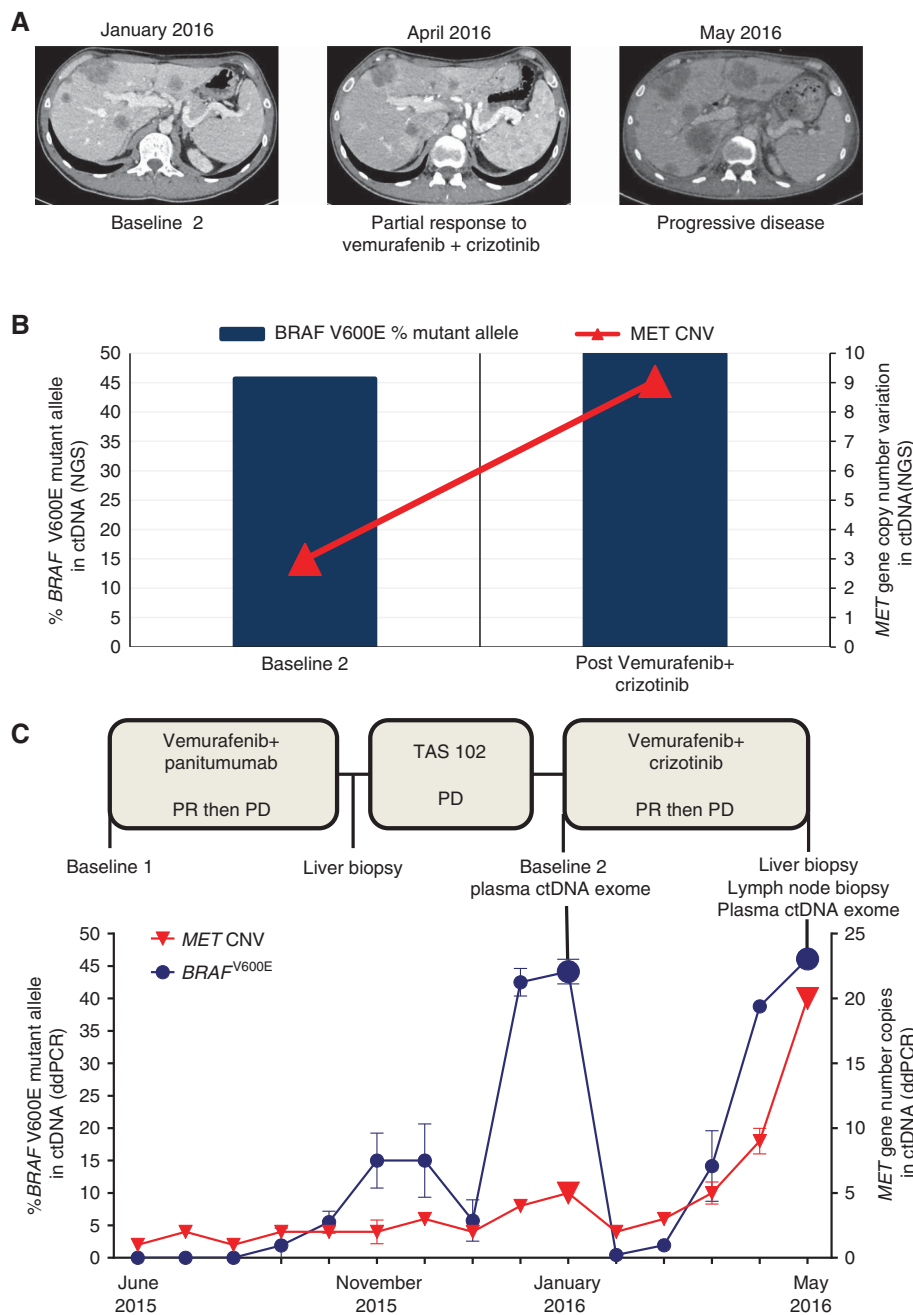 A
January 2016
April 2016
May 2016
Baseline 2
Partial response to
vemurafenib + crizotinib
Progressive disease
B
BRAF V600E % mutant allele
MET CNV
% BRAF V600E mutant allele
in ctDNA (NGS)
50
45
40
35
30
25
20
15
10
5
0
10
9
8
7
6
5
4
3
2
1
0
MET gene copy number variation
in ctDNA(NGS)
Baseline 2
Post Vemurafenib+
crizotinib
C
Vemurafenib+
panitumumab
PR then PD
TAS 102
PD
Vemurafenib+
crizotinib
PR then PD
Baseline 1
Liver biopsy
Baseline 2
plasma ctDNA exome
Liver biopsy
Lymph node biopsy
Plasma ctDNA exome
MET CNV
BRAFV600E
%BRAF V600E mutant allele
in ctDNA (ddPCR)
50
45
40
35
30
25
20
15
10
5
0
25
20
15
10
5
0
MET gene number copies
in ctDNA (ddPCR)
June
2015
November
2015
January
2016
May
2016